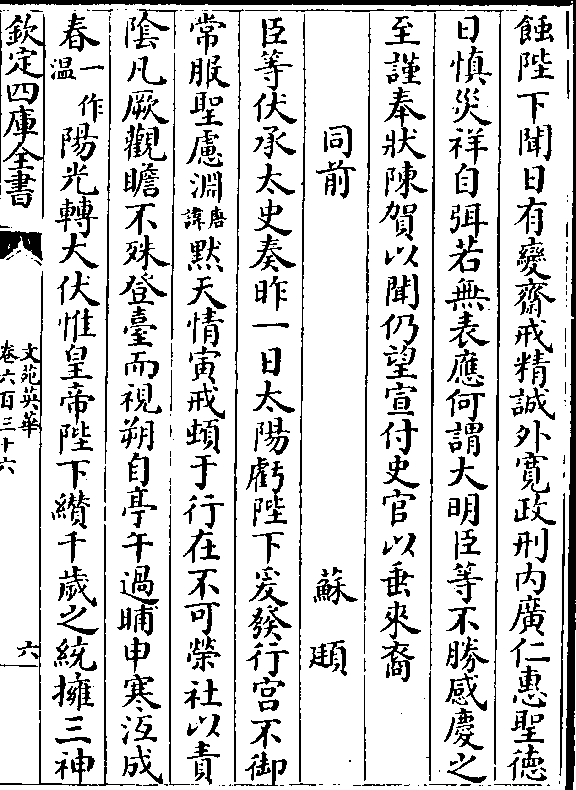 蝕陛下聞日有變齋戒精誠外寛政刑内廣仁惠聖德
日慎災祥自弭若無表應何謂大明臣等不勝感慶之
至謹奉狀陳賀以聞仍望宣付史官以垂來裔
同前 蘇頲
臣等伏承太史奏昨一日太陽虧陛下爰發行宮不御
常服聖慮淵唐諱黙天情寅戒頓于行在不可縈社以責
陰凡厥觀瞻不殊登臺而視朔自亭午過晡申寒沍成
春一作温陽光轉大伏惟皇帝陛下纉千歲之統擁三神
欽定四庫全書
文苑英華
卷六百三十六
六